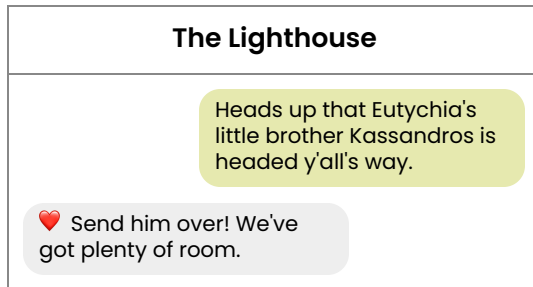 The Lighthouse
Heads up that Eutychia's
little brother Kassandros is
headed y'all's way.
❤️ Send him over! We've
got plenty of room.